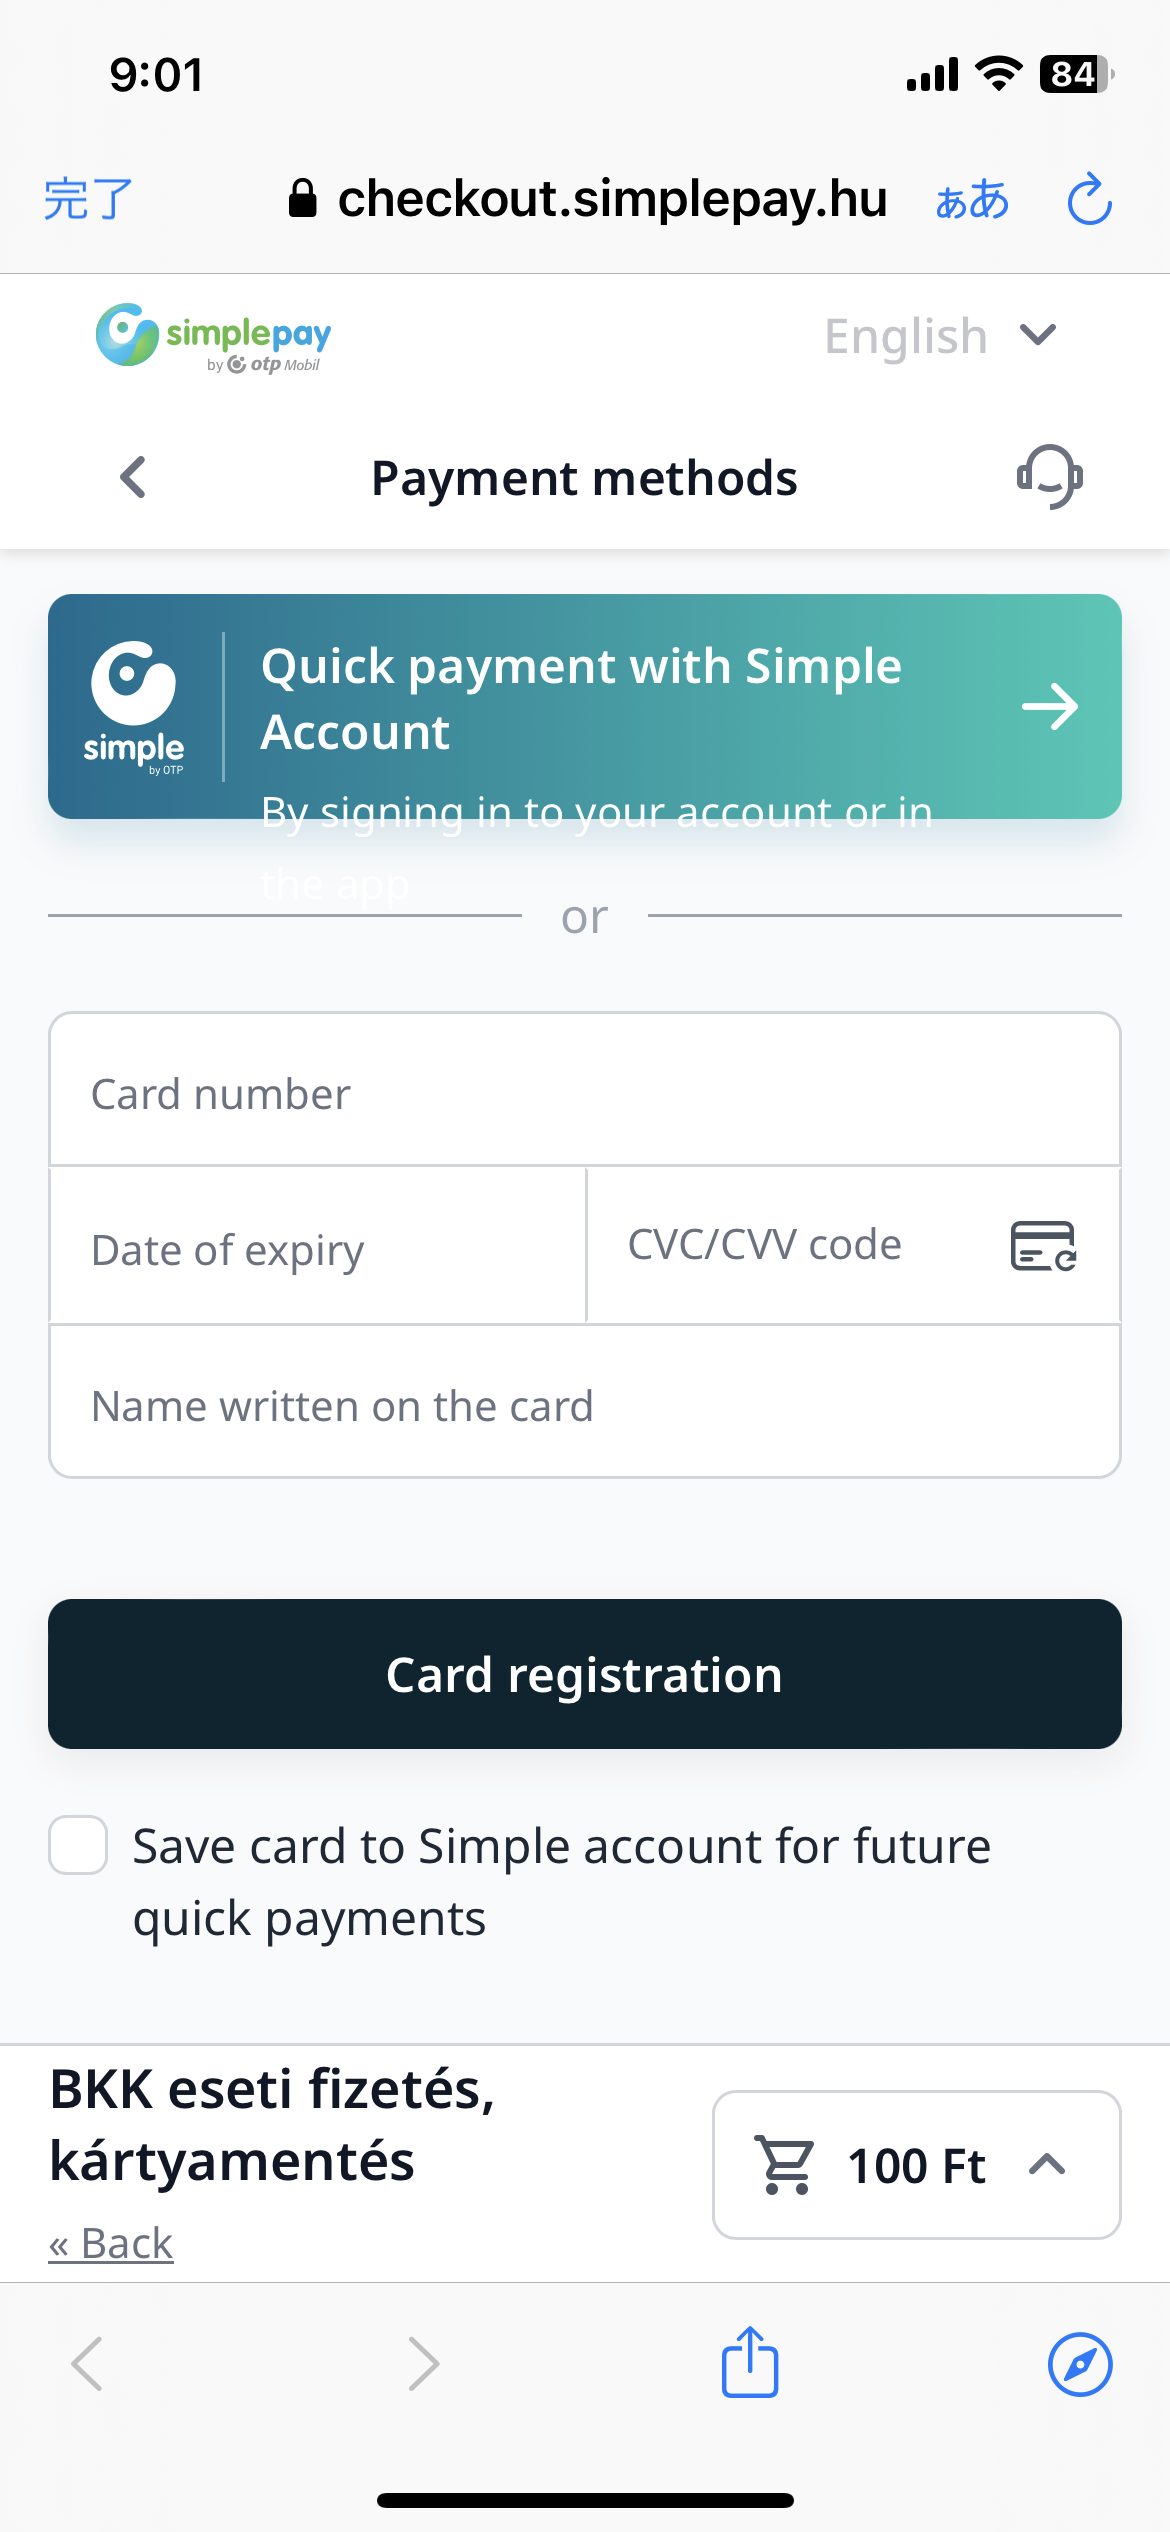 9:01
84
完了
checkout.simplepay.hu
ぁあ
simplepay
by otp Mobil
English
Payment methods
Quick payment with Simple
Account
simple
by OTP
By signing in to your account or in
the app
or
Card number
Date of expiry
CVC/CVV code
Name written on the card
Card registration
Save card to Simple account for future
quick payments
BKK eseti fizetés,
kártyamentés
100 Ft
« Back